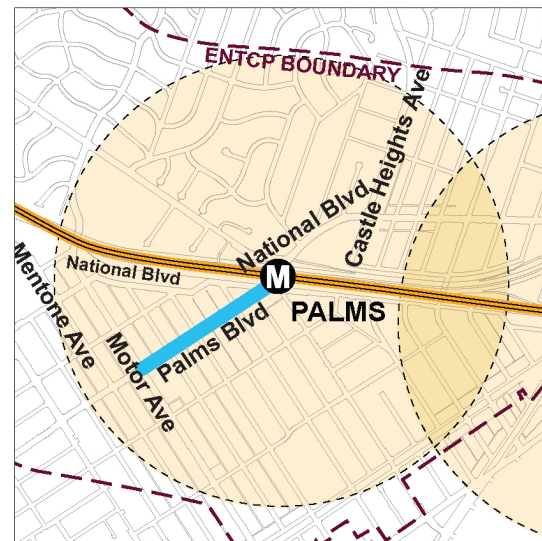 ENTCP BOUNDARY
Castle Heights Ave
National Blvd
National Blvd
M
PALMS
Mentone Ave
Motor Ave
Palms Blvd